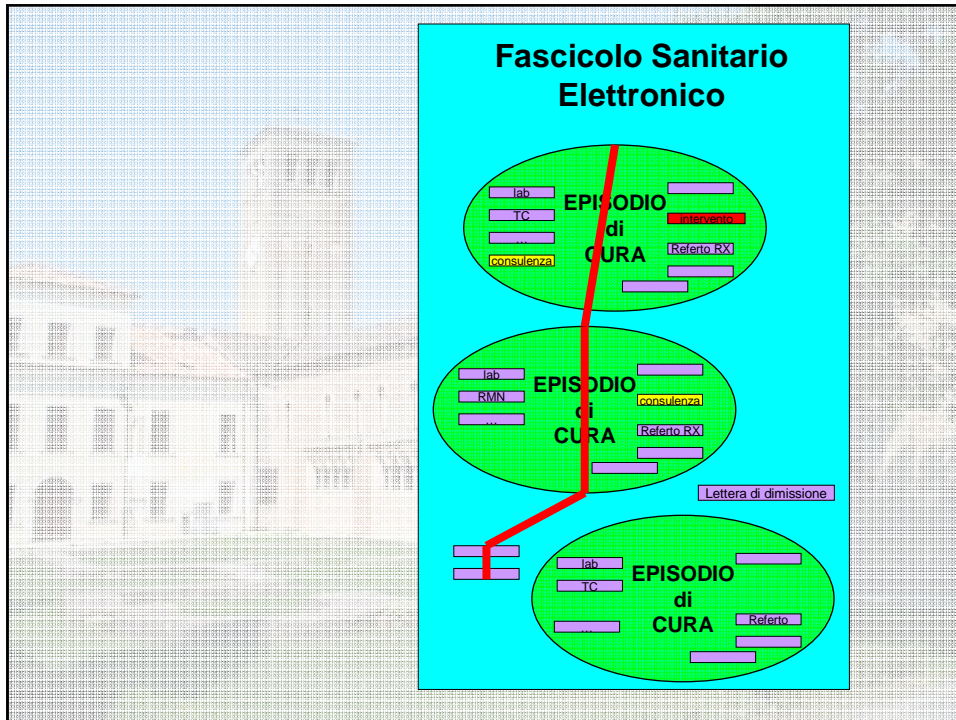 Fascicolo Sanitario
Elettronico
lab
TC
...
consulenza
EPISODIO
di
CURA
intervento
Referto RX
lab
RMN
...
EPISODIO
di
CURA
consulenza
Referto RX
Lettera di dimissione
lab
TC
...
EPISODIO
di
CURA
Referto